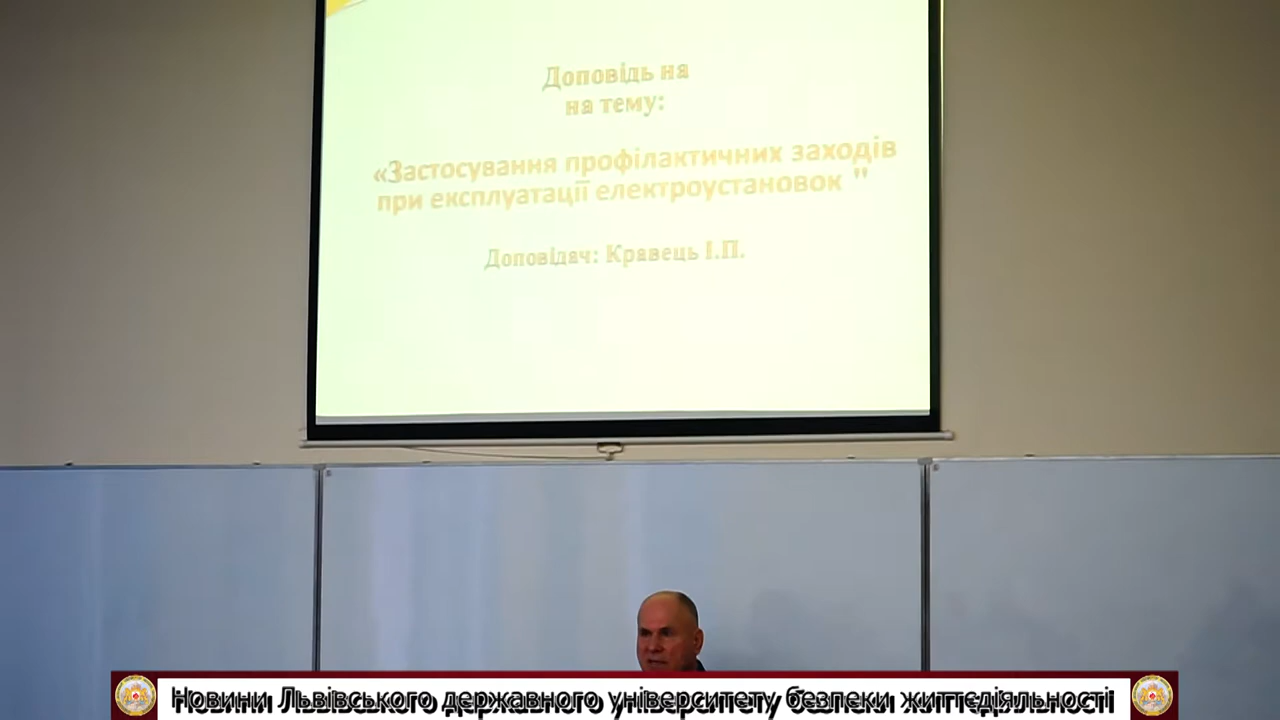 Доповідь на
на тему:
«Застосування профілактичних заходів
при експлуатації електроустановок "
Доповідач: Кравець І.П.
Новини Львівського державного університету безпеки життєдіяльності